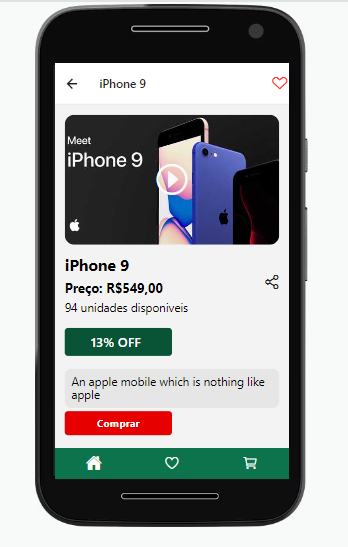 iPhone 9
Meet
iPhone 9
iPhone 9
Preço: R$549,00
94 unidades disponiveis
13% OFF
An apple mobile which is nothing like
apple
Comprar